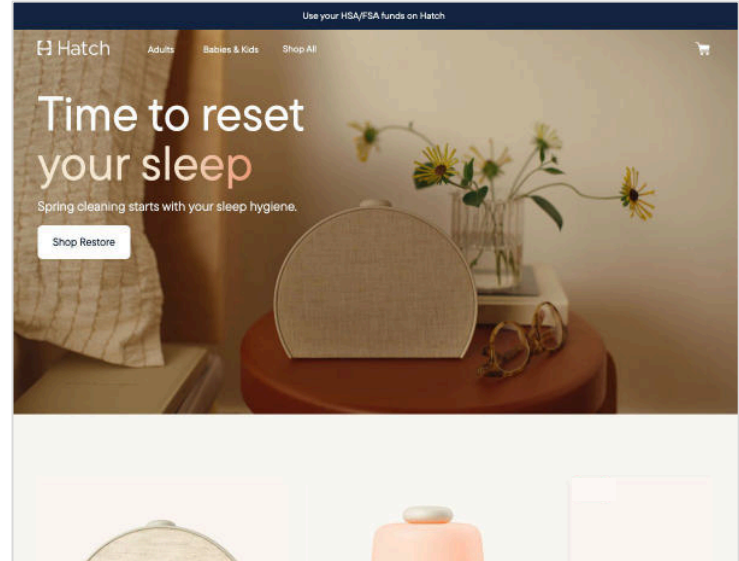 Use your HSA/FSA funds on Hatch
Hatch
Adults
Babies & Kids
Shop All
Time to reset
your sleep
Spring cleaning starts with your sleep hygiene.
Shop Restore